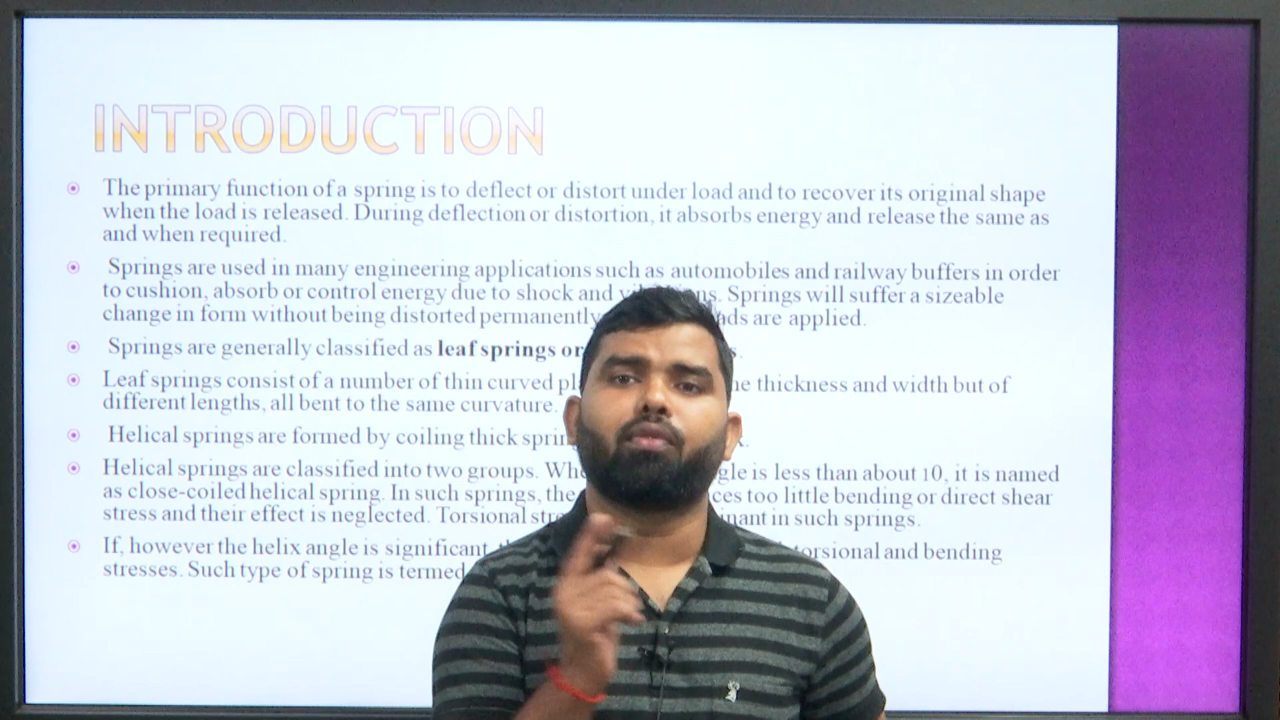 INTRODUCTION
The primary function of a spring is to deflect or distort under load and to recover its original shape
when the load is released. During deflection or distortion, it absorbs energy and release the same as
and when required.
Springs are used in many engineering applications such as automobiles and railway buffers in order
to cushion, absorb or control energy due to shock and Springs will suffer a sizeable
change in form without being distorted permanently are applied.
Springs are generally classified as leaf springs or
Leaf springs consist of a number of thin curved thickness and width but of
different lengths, all bent to the same curvature.
Helical springs are formed by coiling thick
Helical springs are classified into two groups. is less than about 10, it is named
as close-coiled helical spring. In such springs, the too little bending or direct shear
stress and their effect is neglected. Torsional in such springs.
If, however the helix angle is significant, torsional and bending
stresses. Such type of spring is termed